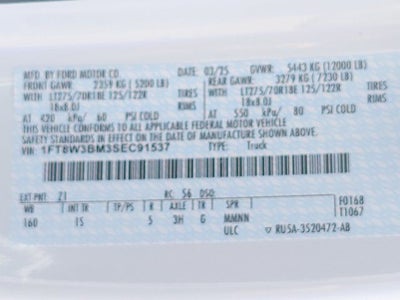 MFD. BY FORD MOTOR CO. DATE: 03/25 GVWR: 5443 KG (12000 LB)
FRONT GAWR: 2359 KG ( 5200 LB) REAR GAWR: 3279 KG ( 7230 LB)
WITH LT275/70R18E 125/122R TIRES WITH LT275/70R18E 125/122R TIRES
18x8.0J RIMS 18x8.0J RIMS
AT 420 kPa/ 60 PSI COLD AT 550 kPa/ 80 PSI COLD
THIS VEHICLE CONFORMS TO ALL APPLICABLE FEDERAL MOTOR VEHICLE
SAFETY STANDARDS IN EFFECT ON THE DATE OF MANUFACTURE SHOWN ABOVE.
VIN: 1FT8W3BM3SEC91537 TYPE: Truck
EXT PNT: Z1 RC: 56 DSO:
WB INT TR TP/PS R AXLE TR SPR F0168
160 1S 5 3H G MMNN T1067
ULC ▽ RU5A-3520472-AB